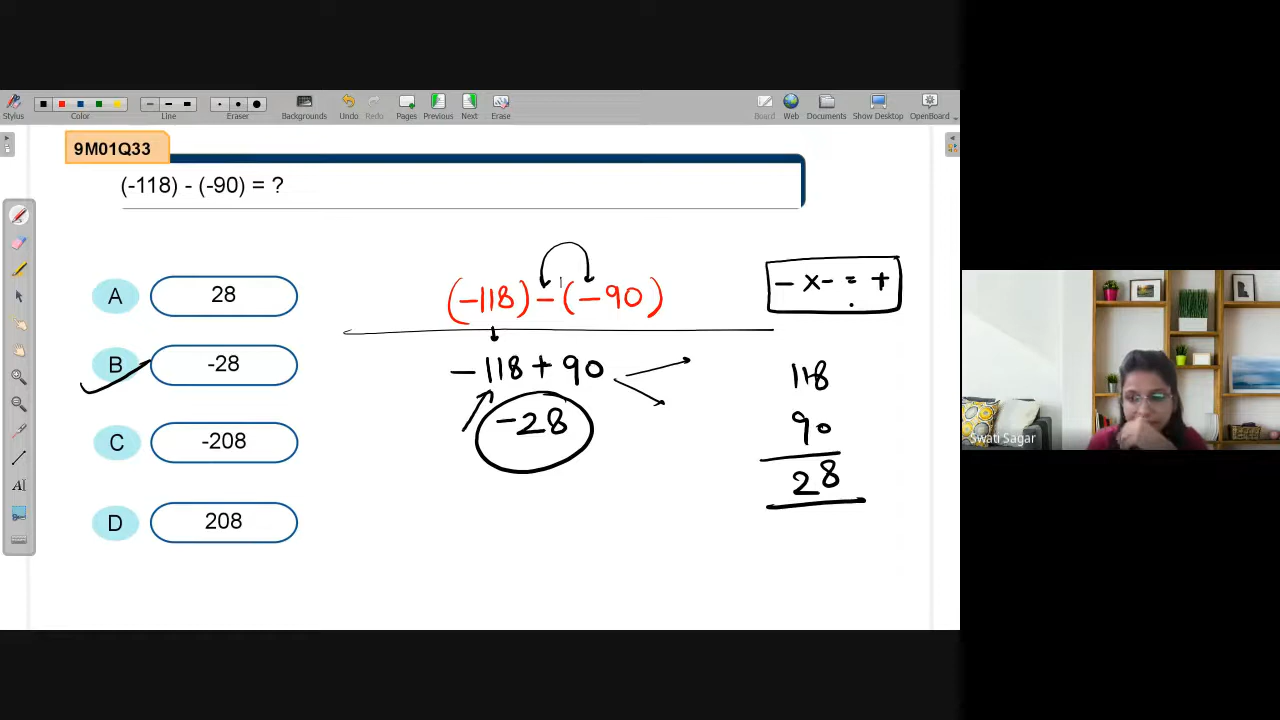 Stylus
Color
Line
Eraser
Backgrounds
Undo
Redo
Pages
Previous
Next
Erase
Web
Documents
Show Desktop
OpenBoard
9M01Q33
(-118) - (-90) = ?
A 28
B -28
C -208
D 208
(-118) - (-90)
- x - = +
-118 + 90
-28
118
90
28
Swati Sagar